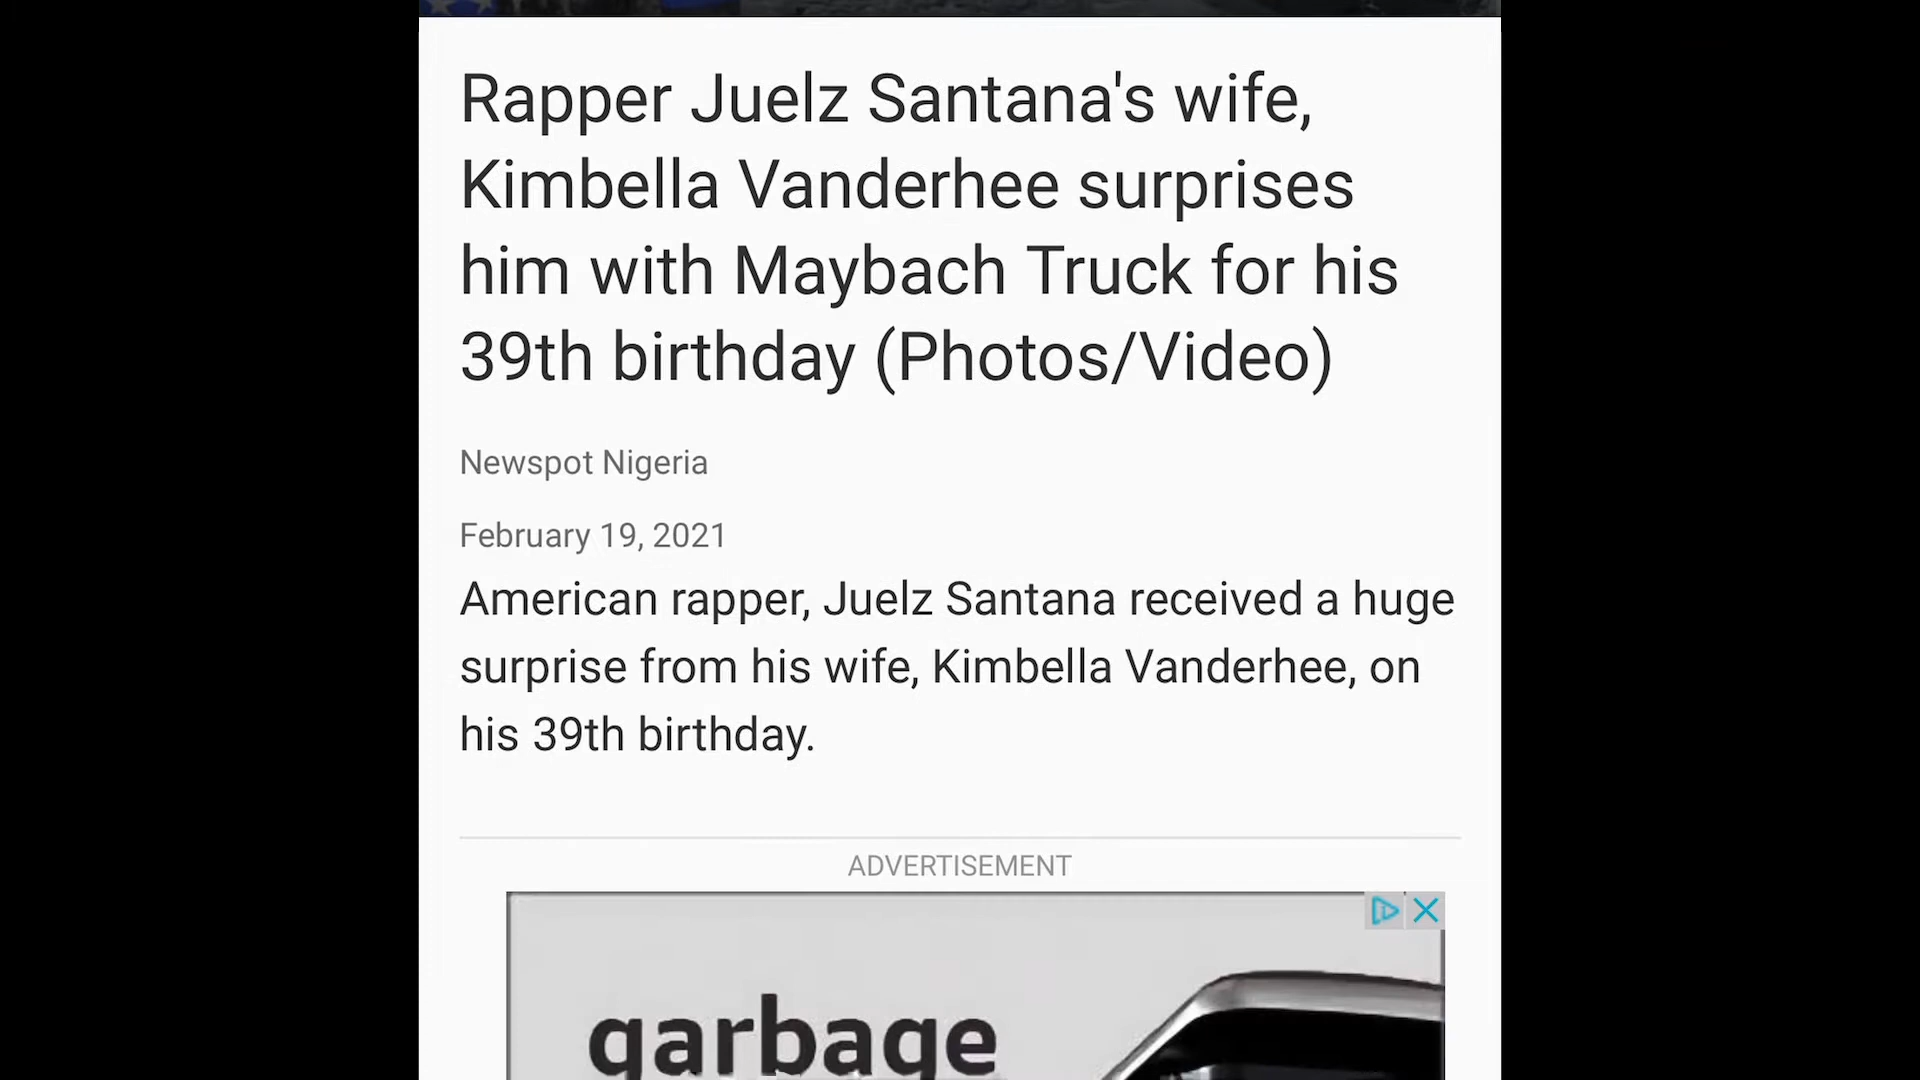 Rapper Juelz Santana's wife,
Kimbella Vanderhee surprises
him with Maybach Truck for his
39th birthday (Photos/Video)
Newspot Nigeria
February 19, 2021
American rapper, Juelz Santana received a huge
surprise from his wife, Kimbella Vanderhee, on
his 39th birthday.
ADVERTISEMENT
garbage